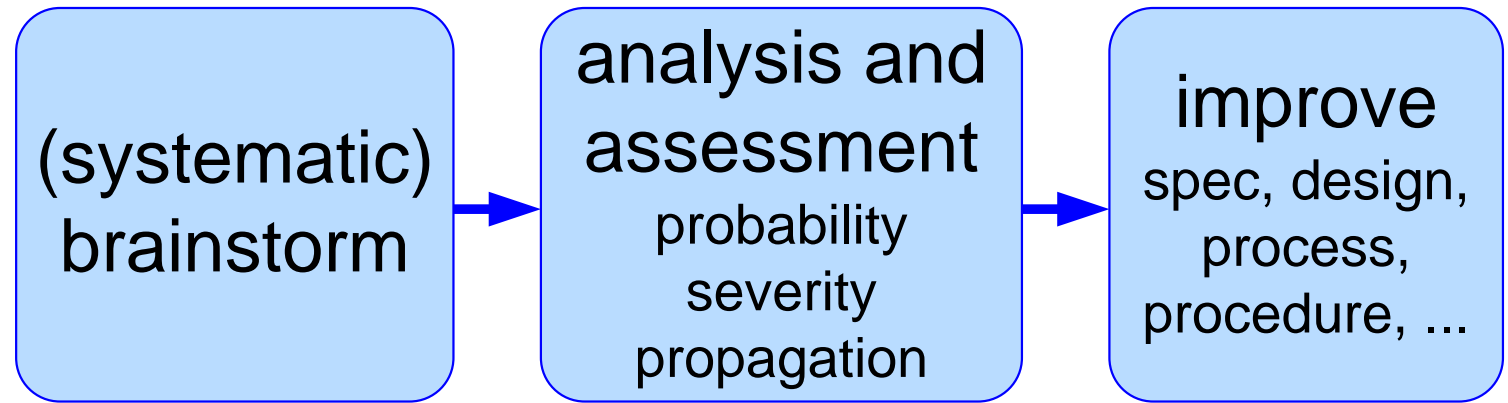 (systematic)
brainstorm
analysis and
assessment
probability
severity
propagation
improve
spec, design,
process,
procedure, ...